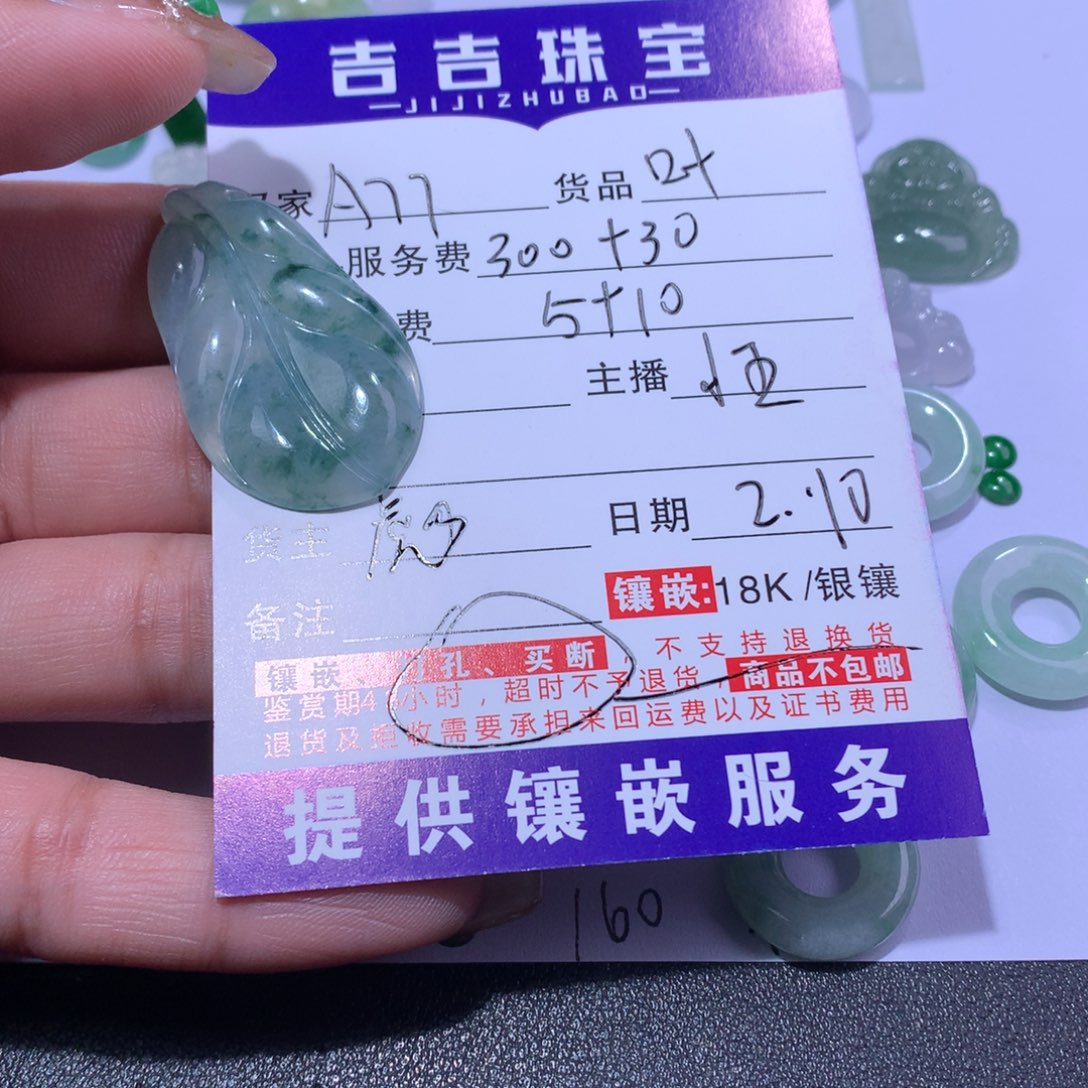 吉吉珠宝
JIJIZHUBAO
家 A77 货品 叶
服务费 300+30
费 5+10
主播
日期 2.10
货主
备注 镶嵌:18K/银镶
镶嵌、孔、买断,不支持退换货
鉴赏期4小时,超时不予退货,商品不包邮
退货及拒收需要承担来回运费以及证书费用
提供镶嵌服务
160